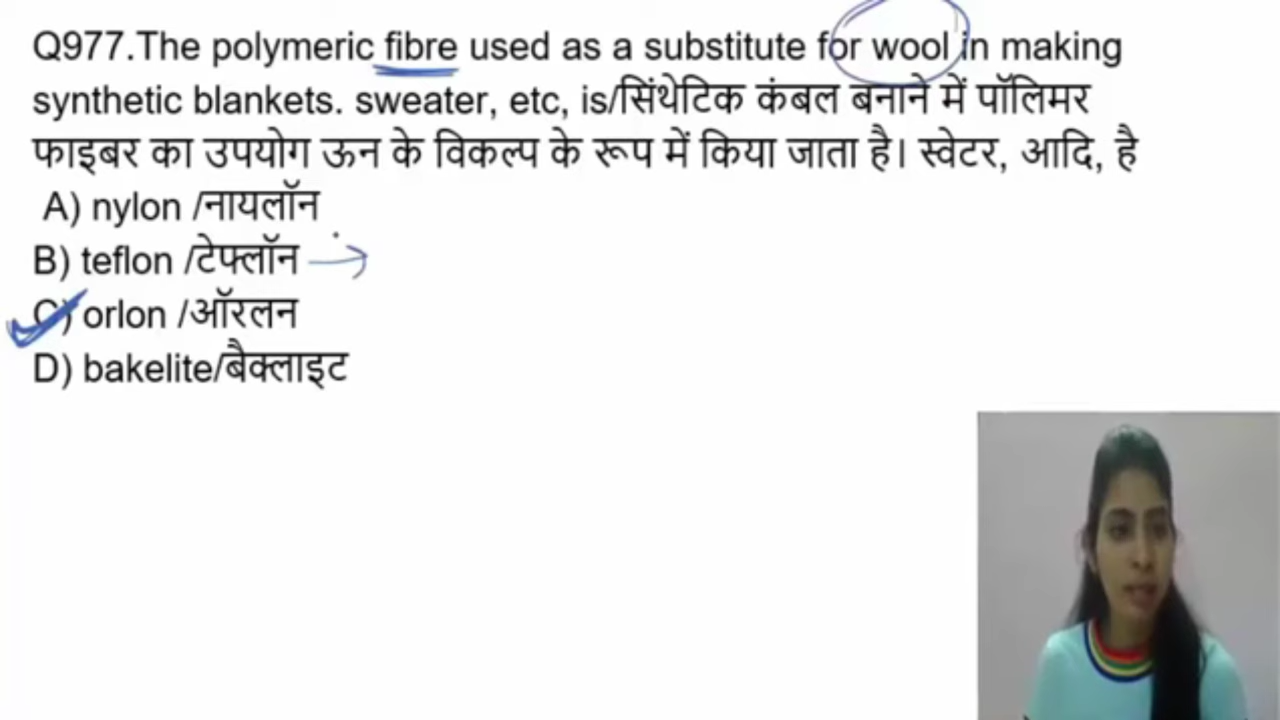 Q977.The polymeric fibre used as a substitute for wool in making
synthetic blankets. sweater, etc, is/सिंथेटिक कंबल बनाने में पॉलिमर
फाइबर का उपयोग ऊन के विकल्प के रूप में किया जाता है। स्वेटर, आदि, है
A) nylon /नायलॉन
B) teflon /टेफ्लॉन
C) orlon /ऑरलन
D) bakelite/बैक्लाइट